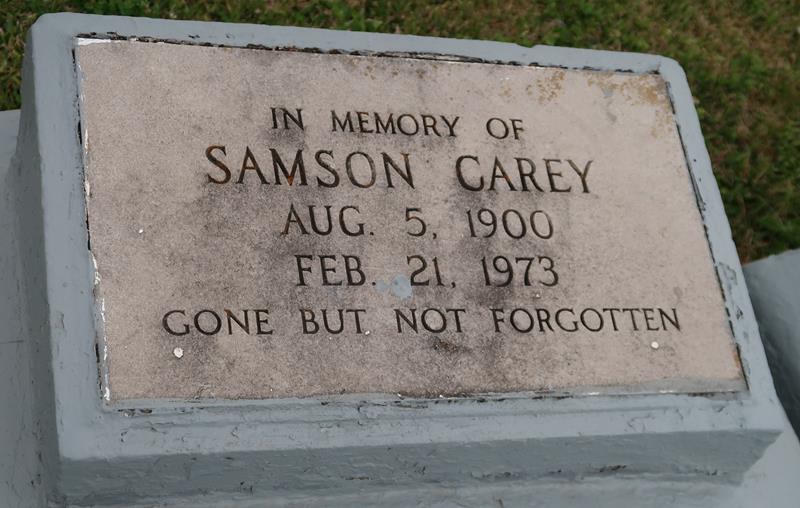 IN MEMORY OF
SAMSON CAREY
AUG. 5, 1900
FEB. 21, 1973
GONE BUT NOT FORGOTTEN